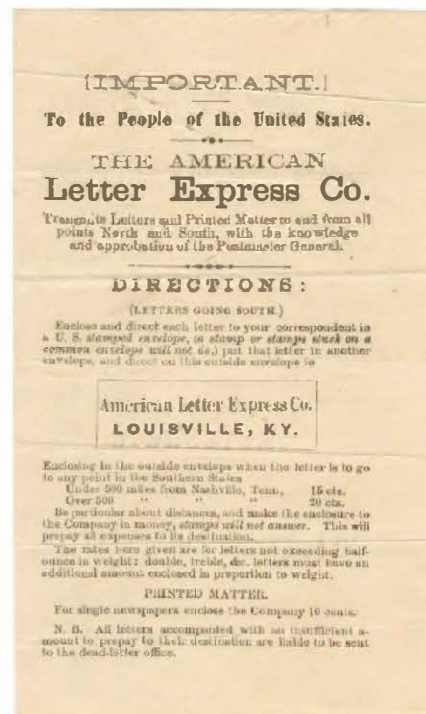 [IMPORTANT.]
To the People of the United States.
THE AMERICAN
Letter Express Co.
Transmits Letters and Printed Matter to and from all
points North and South, with the knowledge
and approbation of the Postmaster General.
DIRECTIONS:
(LETTERS GOING SOUTH.)
Enclose and direct each letter to your correspondent in
a U. S. stamped envelope, (a stamp or stamps stuck on a
common envelope will not do,) put that letter in another
envelope, and direct on this outside envelope to
American Letter Express Co.
LOUISVILLE, KY.
Enclosing in the outside envelope when the letter is to go
to any point in the Southern States
Under 500 miles from Nashville, Tenn., 15 cts.
Over 500 " " " 20 cts.
Be particular about distances, and make the enclosure to
the Company in money, stamps will not answer. This will
prepay all expenses to its destination.
The rates here given are for letters not exceeding half-
ounce in weight: double, treble, &c. letters must have an
additional amount enclosed in proportion to weight.
PRINTED MATTER.
For single newspapers enclose the Company 10 cents.
N. B. All letters accompanied with an insufficient a-
mount to prepay to their destination are liable to be sent
to the dead-letter office.